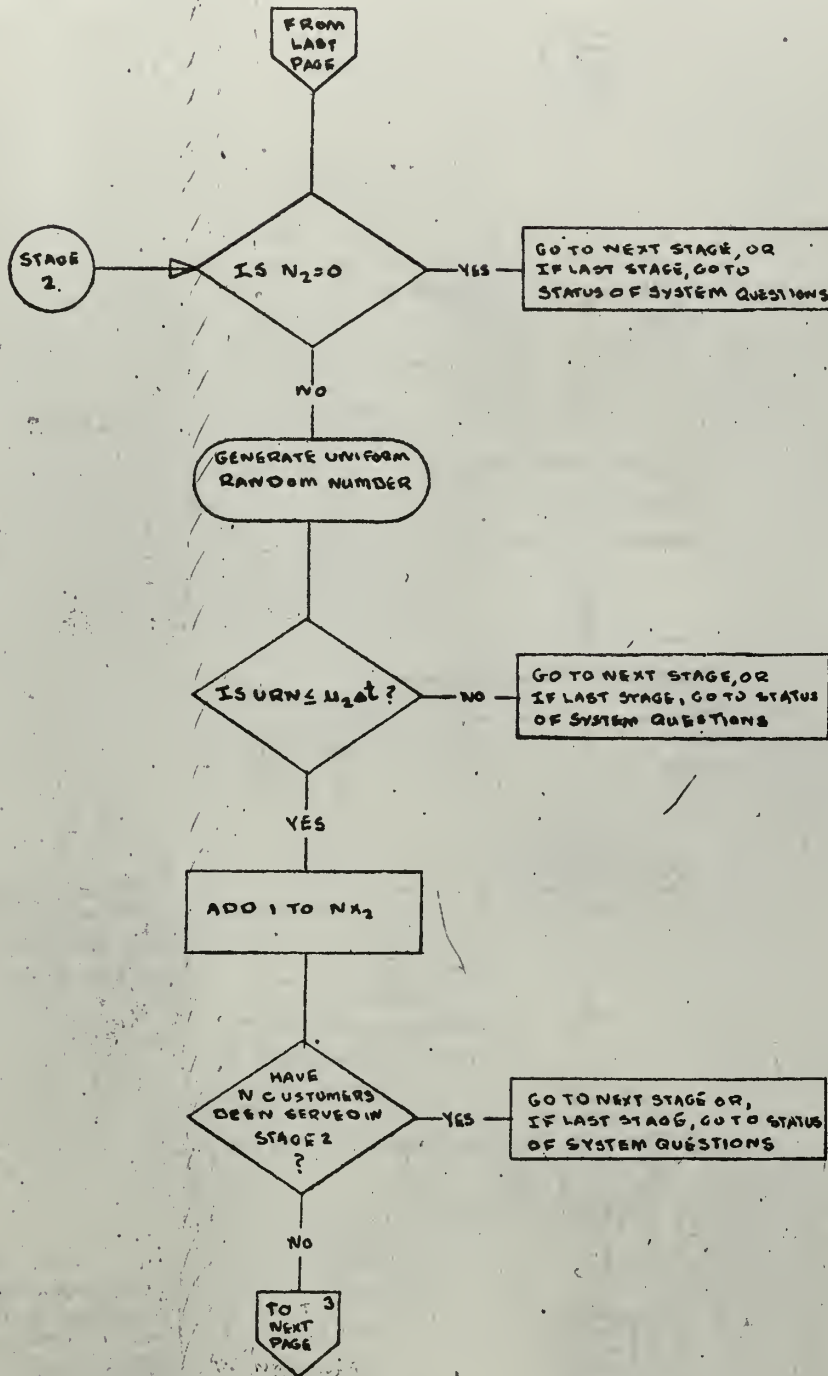 FROM
LAST
PAGE
STAGE
2.
IS N₂=0
YES
GO TO NEXT STAGE, OR
IF LAST STAGE, GO TO
STATUS OF SYSTEM QUESTIONS
NO
GENERATE UNIFORM
RANDOM NUMBER
IS URN ≤ μ₂Δt ?
NO
GO TO NEXT STAGE, OR
IF LAST STAGE, GO TO STATUS
OF SYSTEM QUESTIONS
YES
ADD 1 TO NX₂
HAVE
N CUSTUMERS
BEEN SERVED IN
STAGE 2
?
YES
GO TO NEXT STAGE OR,
IF LAST STAGE, GO TO STATUS
OF SYSTEM QUESTIONS
NO
TO 3
NEXT
PAGE